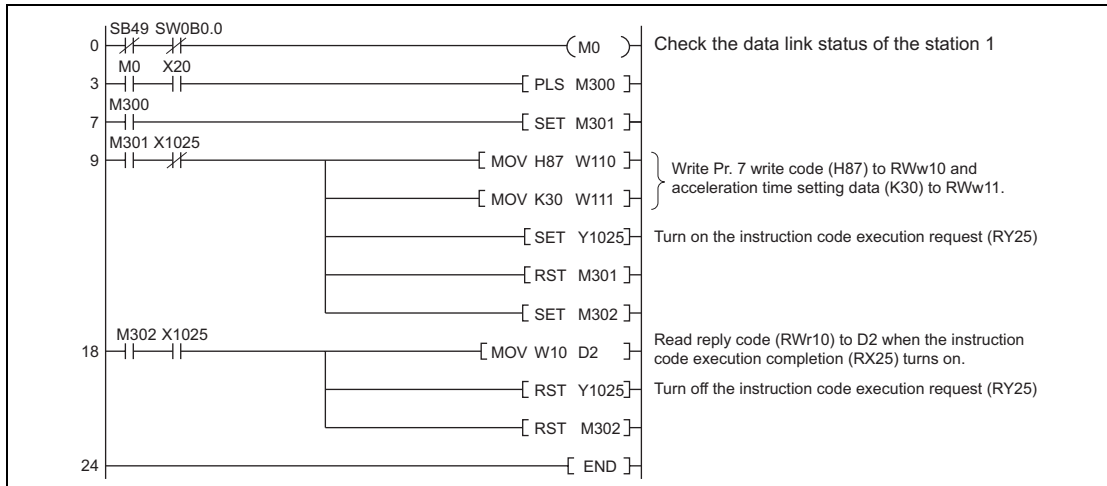 SB49 SW0B0.0
0 M0 Check the data link status of the station 1
M0 X20
3 PLS M300
M300
7 SET M301
M301 X1025
9 MOV H87 W110
Write Pr. 7 write code (H87) to RWw10 and
acceleration time setting data (K30) to RWw11.
MOV K30 W111
SET Y1025 Turn on the instruction code execution request (RY25)
RST M301
SET M302
M302 X1025
18 MOV W10 D2
Read reply code (RWr10) to D2 when the instruction
code execution completion (RX25) turns on.
RST Y1025 Turn off the instruction code execution request (RY25)
RST M302
24 END